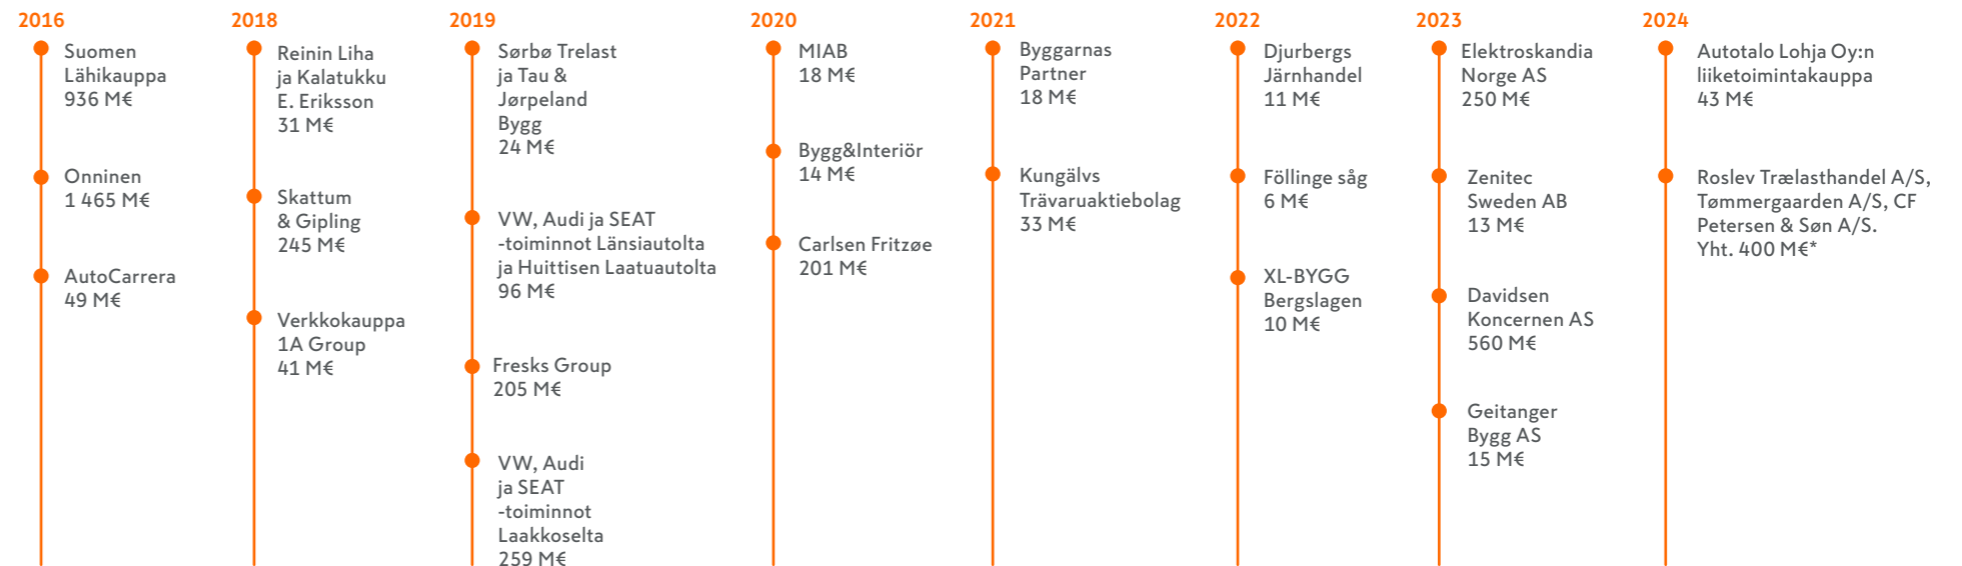 2016
Suomen
Lähikauppa
936 M€
Onninen
1 465 M€
AutoCarrera
49 M€
2018
Reinin Liha
ja Kalatukku
E. Eriksson
31 M€
Skattum
& Gipling
245 M€
Verkkokauppa
1A Group
41 M€
2019
Sørbø Trelast
ja Tau &
Jørpeland
Bygg
24 M€
VW, Audi ja SEAT
-toiminnot Länsiautolta
ja Huittisen Laatuautolta
96 M€
Fresks Group
205 M€
VW, Audi
ja SEAT
-toiminnot
Laakkoselta
259 M€
2020
MIAB
18 M€
Bygg&Interiör
14 M€
Carlsen Fritzøe
201 M€
2021
Byggarnas
Partner
18 M€
Kungälvs
Trävaruaktiebolag
33 M€
2022
Djurbergs
Järnhandel
11 M€
Föllinge såg
6 M€
XL-BYGG
Bergslagen
10 M€
2023
Elektroskandia
Norge AS
250 M€
Zenitec
Sweden AB
13 M€
Davidsen
Koncernen AS
560 M€
Geitanger
Bygg AS
15 M€
2024
Autotalo Lohja Oy:n
liiketoimintakauppa
43 M€
Roslev Trælasthandel A/S,
Tømmergaarden A/S, CF
Petersen & Søn A/S.
Yht. 400 M€*